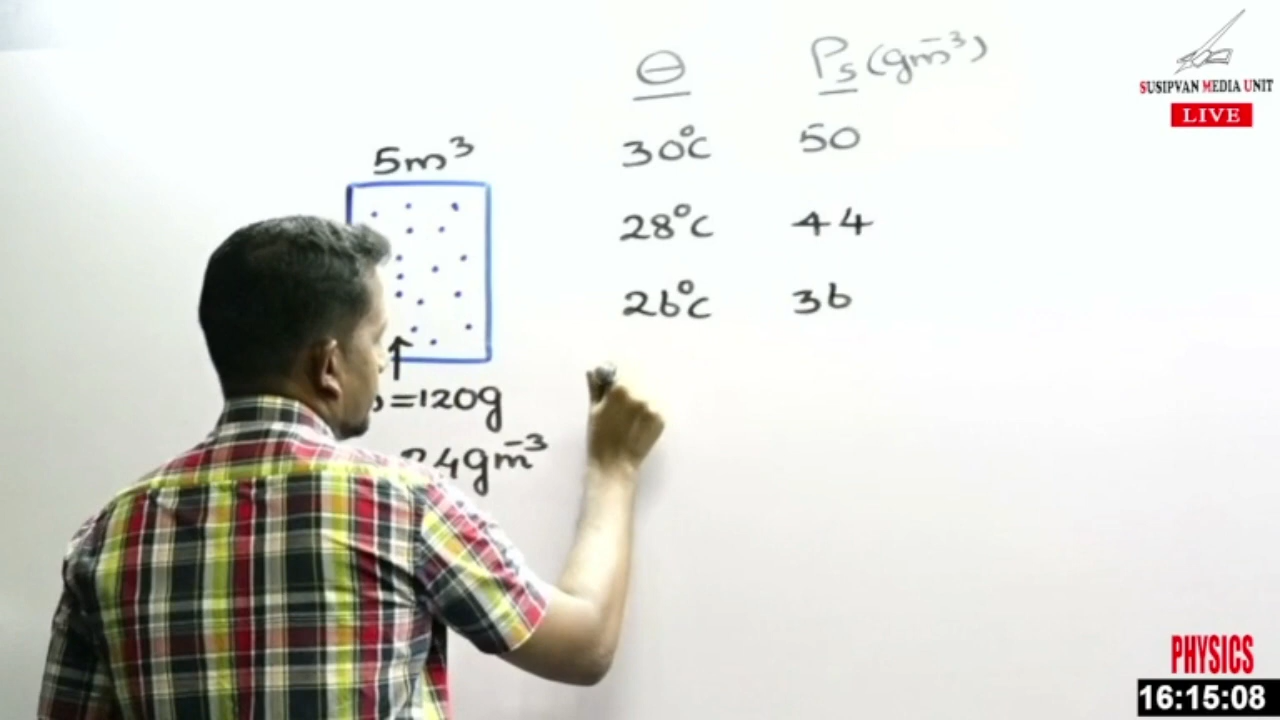 θ Ps (gm⁻³)
30°C 50
5m³
28°C 44
26°C 36
=120g
24gm⁻³
SUSIPVAN MEDIA UNIT
LIVE
PHYSICS
16:15:08